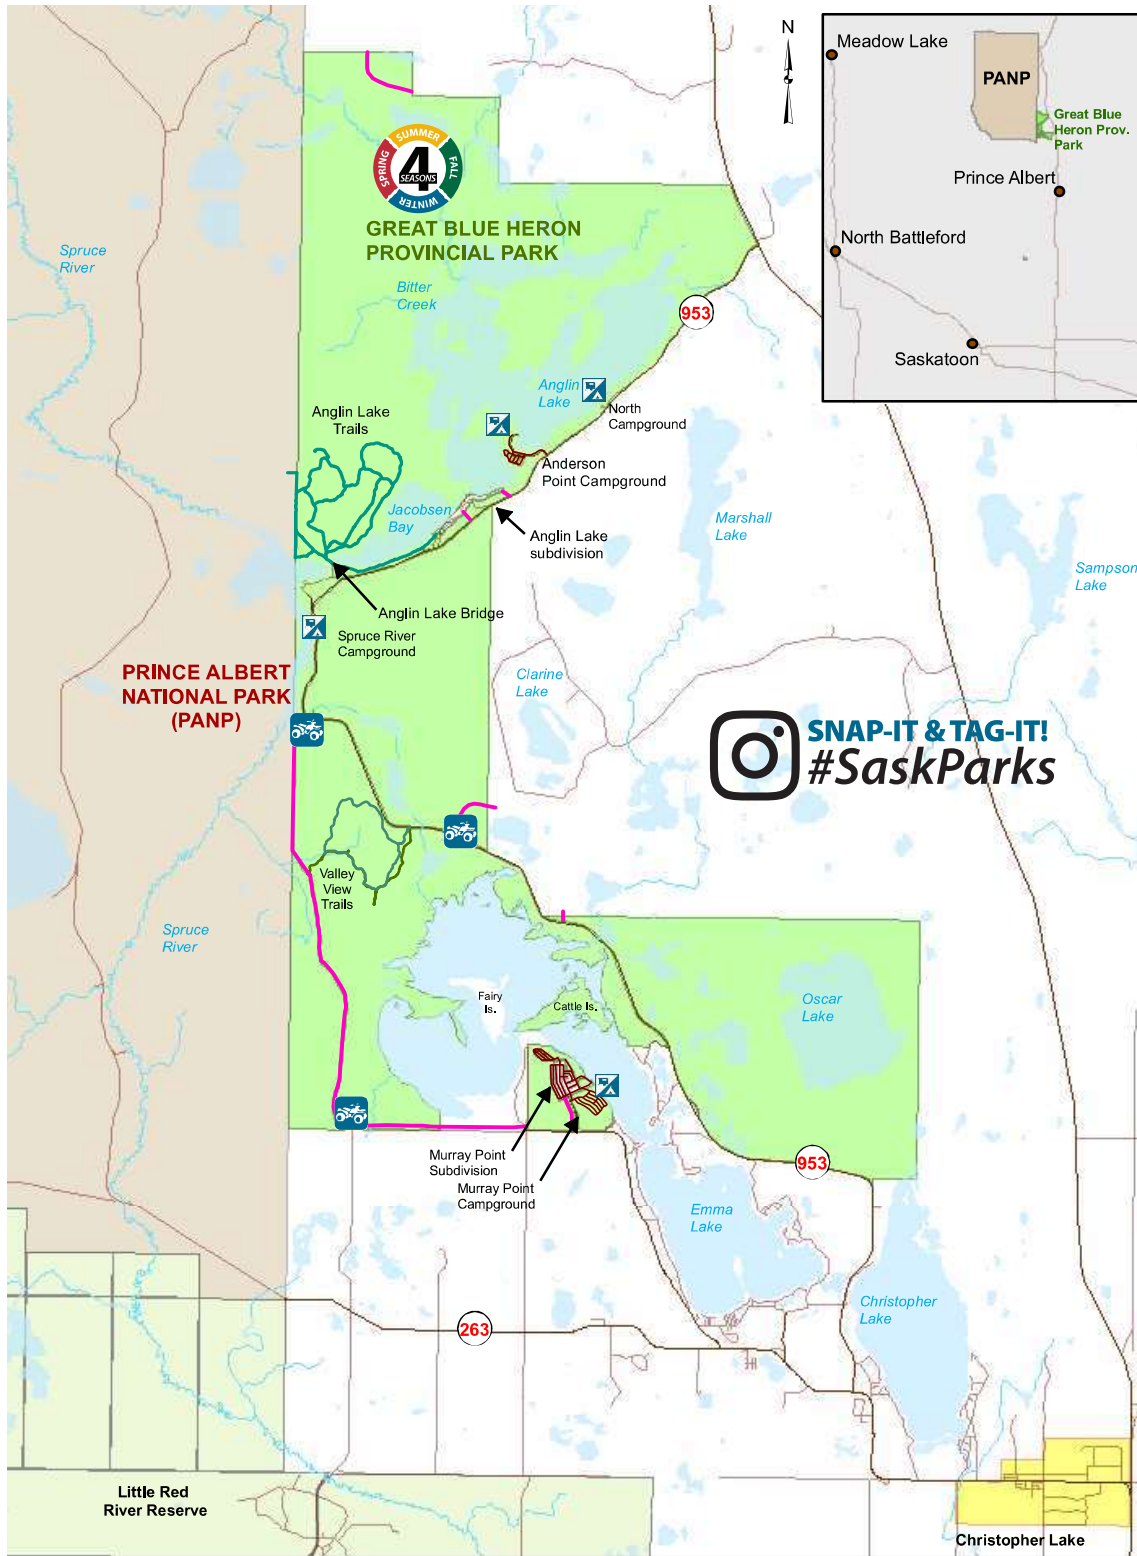 N
Meadow Lake
PANP
Great Blue
Heron Prov.
Park
Prince Albert
North Battleford
Saskatoon
SPRING
SUMMER
FALL
WINTER
4
SEASONS
GREAT BLUE HERON
PROVINCIAL PARK
Spruce
River
Bitter
Creek
953
Anglin
Lake
North
Campground
Anglin Lake
Trails
Anderson
Point Campground
Jacobsen
Bay
Marshall
Lake
Anglin Lake
subdivision
Sampson
Lake
Anglin Lake Bridge
Spruce River
Campground
PRINCE ALBERT
NATIONAL PARK
(PANP)
Clarine
Lake
SNAP-IT & TAG-IT!
#SaskParks
Valley
View
Trails
Spruce
River
Fairy
Is.
Cattle Is.
Oscar
Lake
Murray Point
Subdivision
Murray Point
Campground
953
Emma
Lake
Christopher
Lake
263
Little Red
River Reserve
Christopher Lake